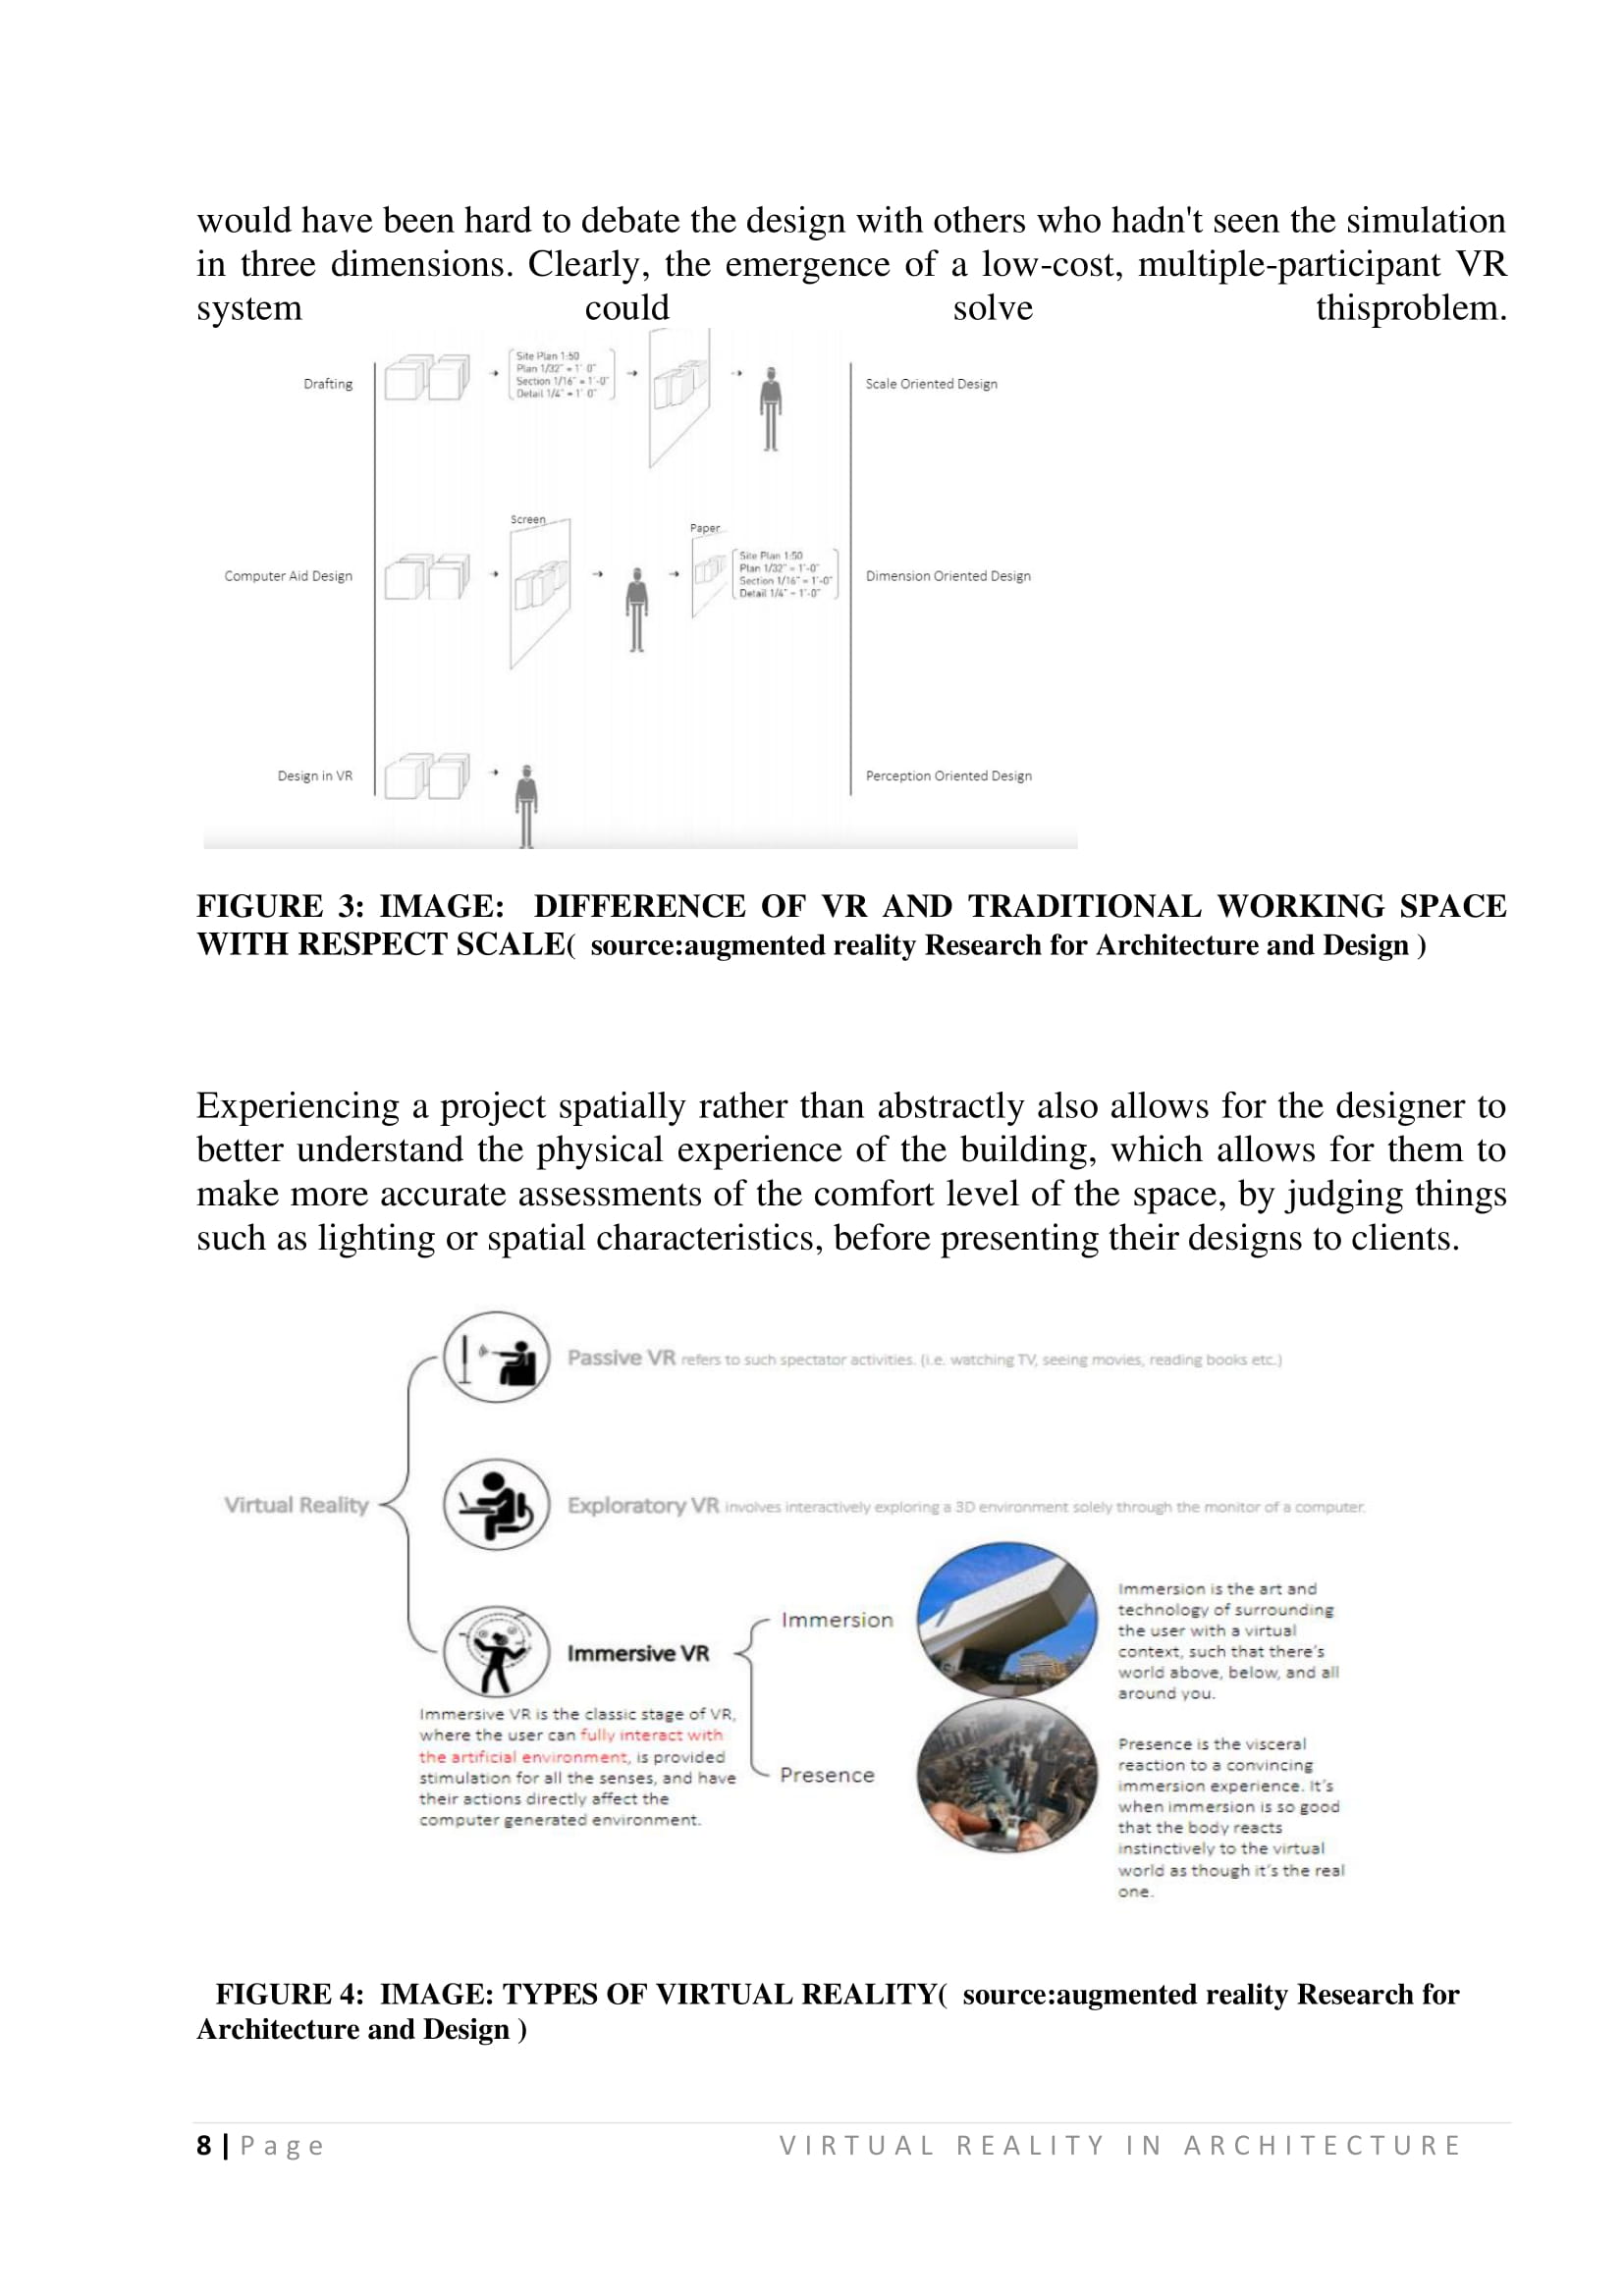 would have been hard to debate the design with others who hadn't seen the simulation
in three dimensions. Clearly, the emergence of a low-cost, multiple-participant VR
system could solve thisproblem.
Drafting
Site Plan 1:50
Plan 1/32" = 1' 0"
Section 1/16" = 1'-0"
Detail 1/4" = 1' 0"
Scale Oriented Design
Screen
Paper
Computer Aid Design
Site Plan 1:50
Plan 1/32" = 1'-0"
Section 1/16" = 1'-0"
Detail 1/4" = 1'-0"
Dimension Oriented Design
Design in VR
Perception Oriented Design
FIGURE 3: IMAGE: DIFFERENCE OF VR AND TRADITIONAL WORKING SPACE
WITH RESPECT SCALE( source:augmented reality Research for Architecture and Design )
Experiencing a project spatially rather than abstractly also allows for the designer to
better understand the physical experience of the building, which allows for them to
make more accurate assessments of the comfort level of the space, by judging things
such as lighting or spatial characteristics, before presenting their designs to clients.
Passive VR refers to such spectator activities. (i.e. watching TV, seeing movies, reading books etc.)
Virtual Reality
Exploratory VR involves interactively exploring a 3D environment solely through the monitor of a computer.
Immersive VR
Immersive VR is the classic stage of VR,
where the user can fully interact with
the artificial environment, is provided
stimulation for all the senses, and have
their actions directly affect the
computer generated environment.
Immersion
Immersion is the art and
technology of surrounding
the user with a virtual
context, such that there's
world above, below, and all
around you.
Presence
Presence is the visceral
reaction to a convincing
immersion experience. It's
when immersion is so good
that the body reacts
instinctively to the virtual
world as though it's the real
one.
FIGURE 4: IMAGE: TYPES OF VIRTUAL REALITY( source:augmented reality Research for
Architecture and Design )
8 | Page VIRTUAL REALITY IN ARCHITECTURE